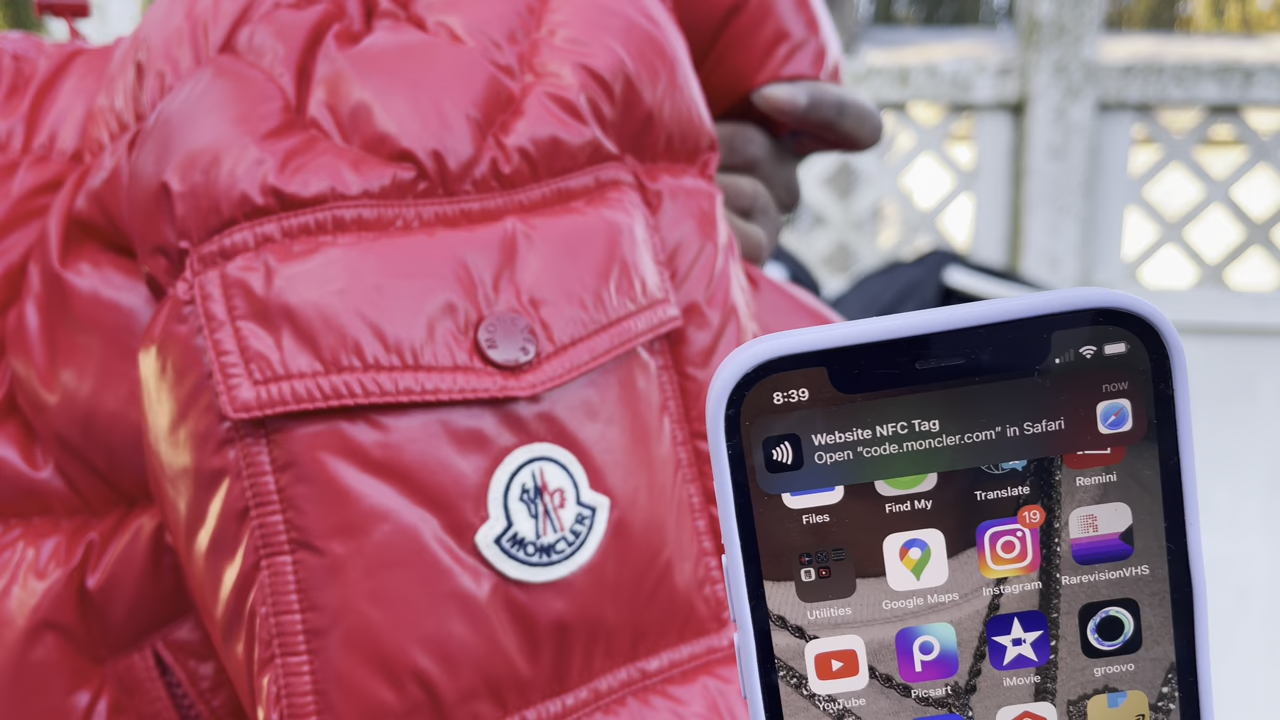 MONCLER
MONCLER
8:39
now
Website NFC Tag
Open “code.moncler.com” in Safari
Files
Find My
Translate
Remini
19
Utilities
Google Maps
Instagram
RarevisionVHS
YouTube
Picsart
iMovie
groovo